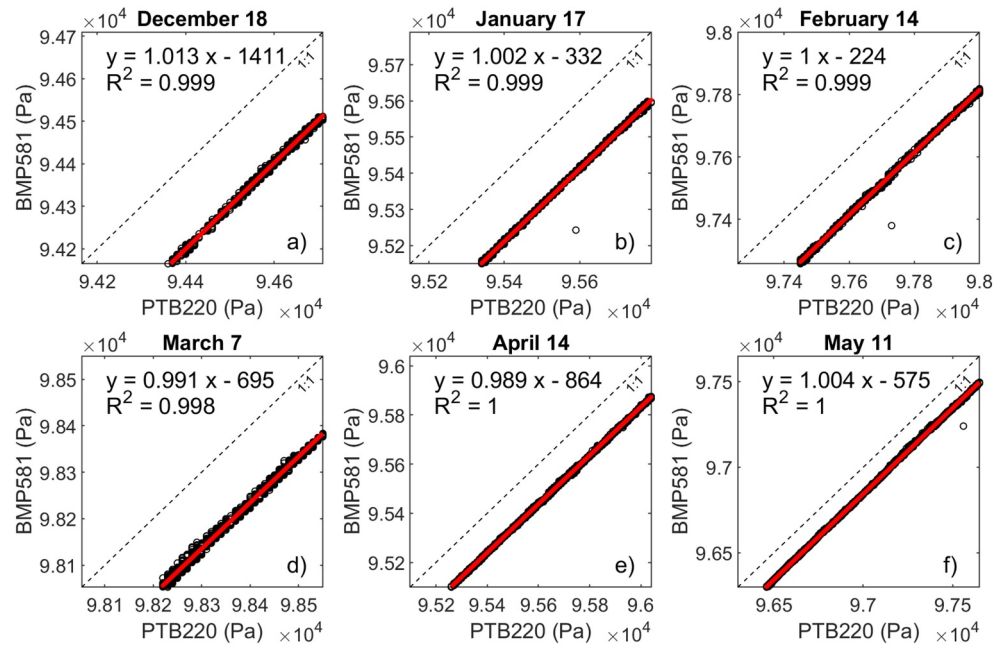 December 18
×10⁴
9.47
9.46
9.45
9.44
9.43
9.42
BMP581 (Pa)
y = 1.013 x - 1411
R² = 0.999
1:1
a)
9.42 9.44 9.46
PTB220 (Pa) ×10⁴
January 17
×10⁴
9.57
9.56
9.55
9.54
9.53
9.52
BMP581 (Pa)
y = 1.002 x - 332
R² = 0.999
1:1
b)
9.52 9.54 9.56
PTB220 (Pa) ×10⁴
February 14
×10⁴
9.8
9.78
9.76
9.74
BMP581 (Pa)
y = 1 x - 224
R² = 0.999
1:1
c)
9.74 9.76 9.78 9.8
PTB220 (Pa) ×10⁴
March 7
×10⁴
9.85
9.84
9.83
9.82
9.81
BMP581 (Pa)
y = 0.991 x - 695
R² = 0.998
1:1
d)
9.81 9.82 9.83 9.84 9.85
PTB220 (Pa) ×10⁴
April 14
×10⁴
9.6
9.58
9.56
9.54
9.52
BMP581 (Pa)
y = 0.989 x - 864
R² = 1
1:1
e)
9.52 9.54 9.56 9.58 9.6
PTB220 (Pa) ×10⁴
May 11
×10⁴
9.75
9.7
9.65
BMP581 (Pa)
y = 1.004 x - 575
R² = 1
1:1
f)
9.65 9.7 9.75
PTB220 (Pa) ×10⁴